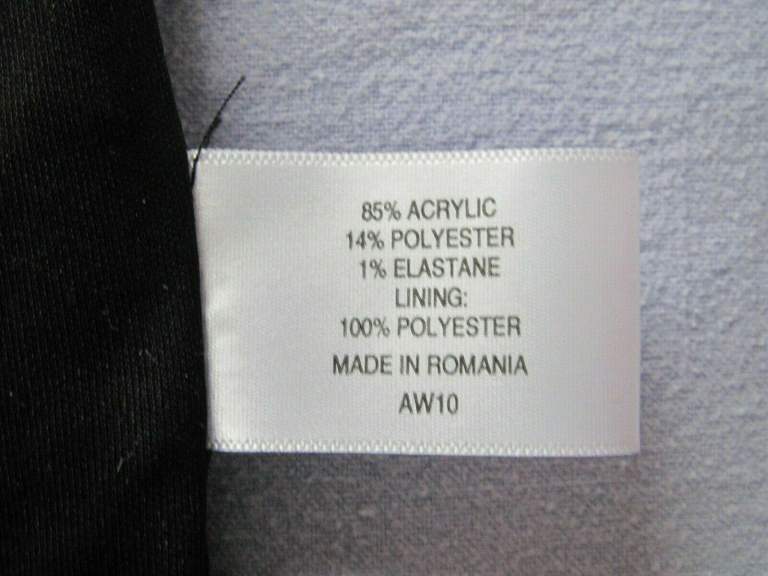 85% ACRYLIC
14% POLYESTER
1% ELASTANE
LINING:
100% POLYESTER
MADE IN ROMANIA
AW10